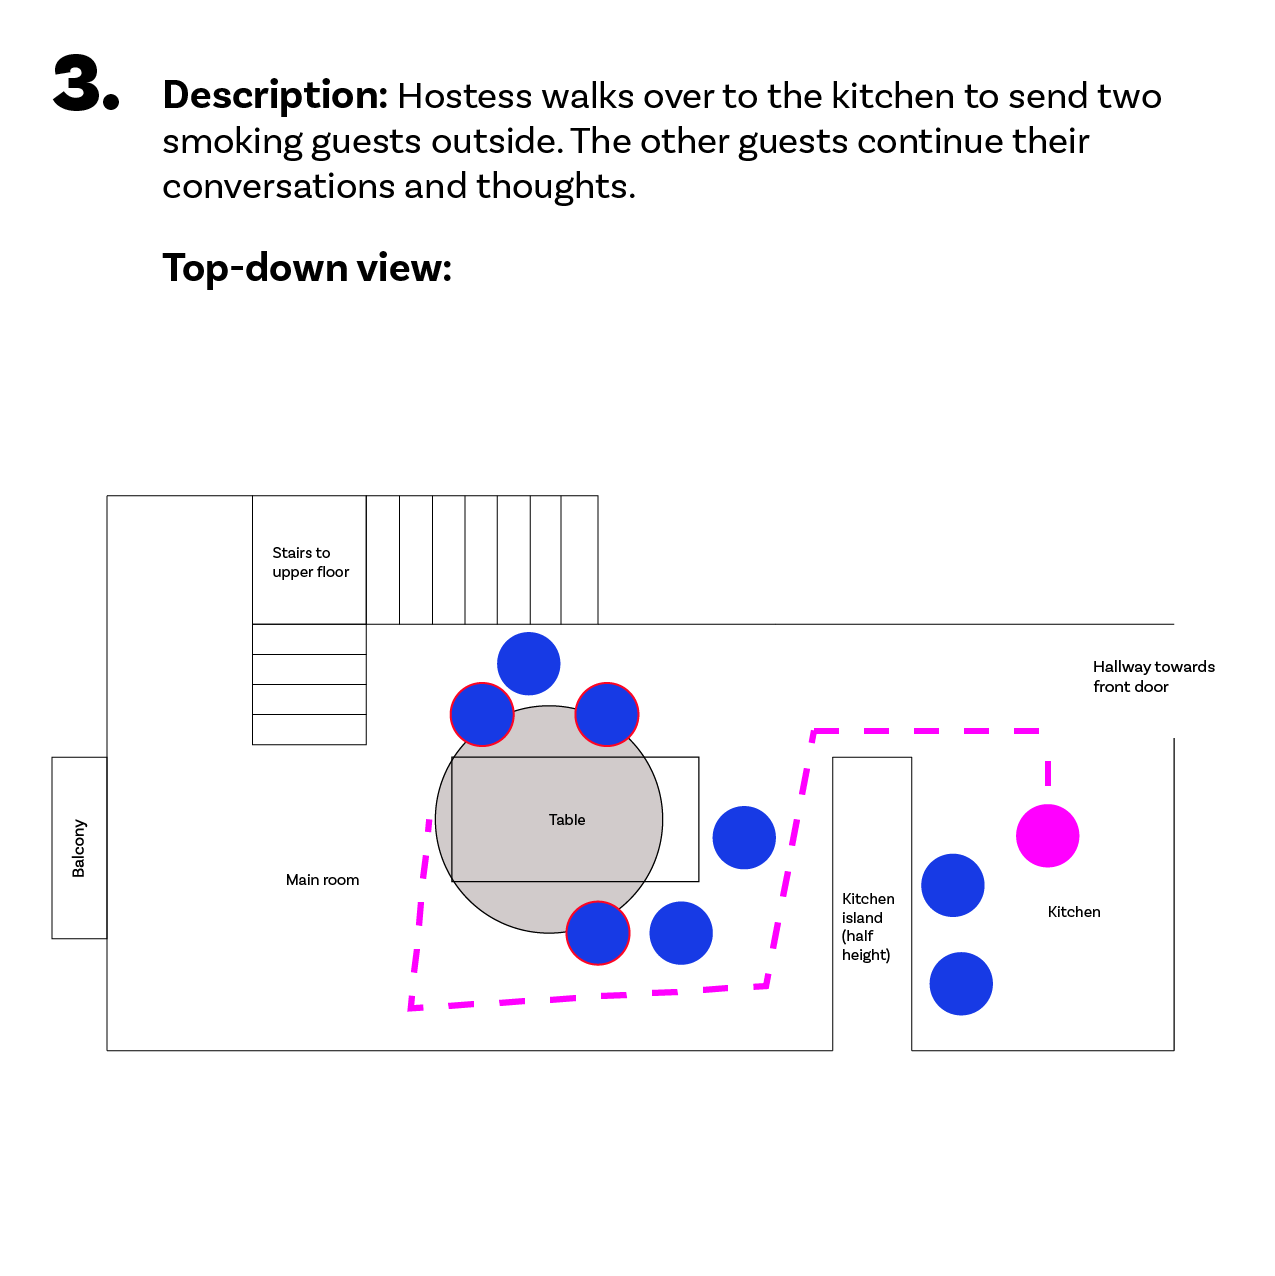 3.
Description: Hostess walks over to the kitchen to send two
smoking guests outside. The other guests continue their
conversations and thoughts.
Top-down view:
Stairs to
upper floor
Hallway towards
front door
Balcony
Table
Main room
Kitchen
island
(half
height)
Kitchen